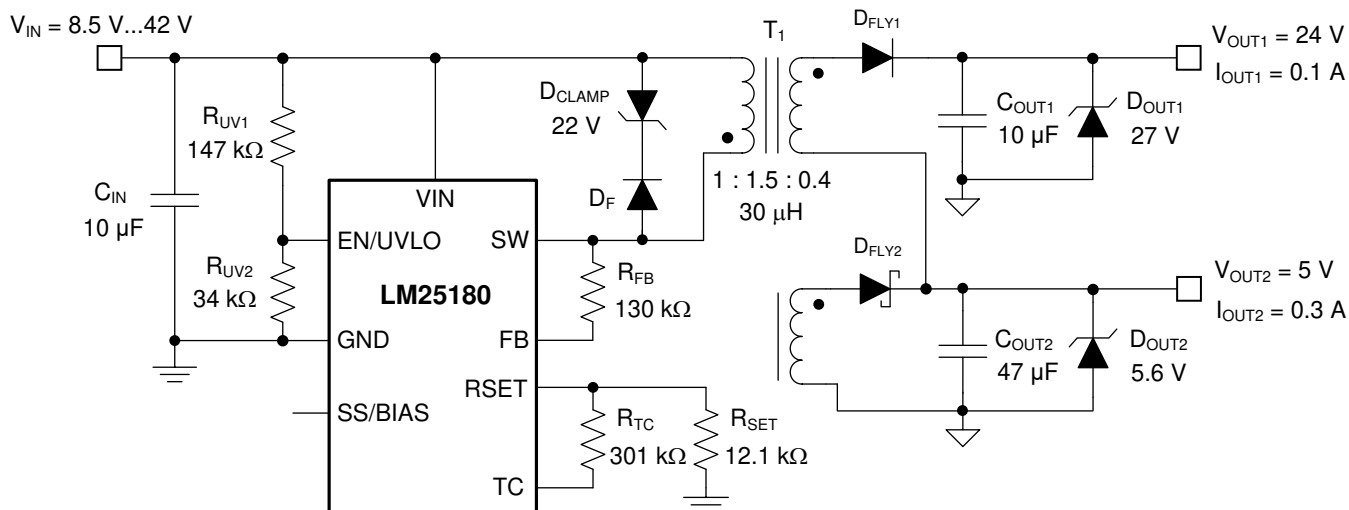 V_IN = 8.5 V...42 V
T₁
D_FLY1
V_OUT1 = 24 V
I_OUT1 = 0.1 A
D_CLAMP
22 V
R_UV1
147 kΩ
C_OUT1
10 µF
D_OUT1
27 V
C_IN
10 µF
VIN
D_F
1 : 1.5 : 0.4
30 µH
EN/UVLO
SW
R_UV2
34 kΩ
LM25180
R_FB
130 kΩ
D_FLY2
V_OUT2 = 5 V
I_OUT2 = 0.3 A
GND
FB
C_OUT2
47 µF
D_OUT2
5.6 V
RSET
SS/BIAS
R_TC
301 kΩ
R_SET
12.1 kΩ
TC